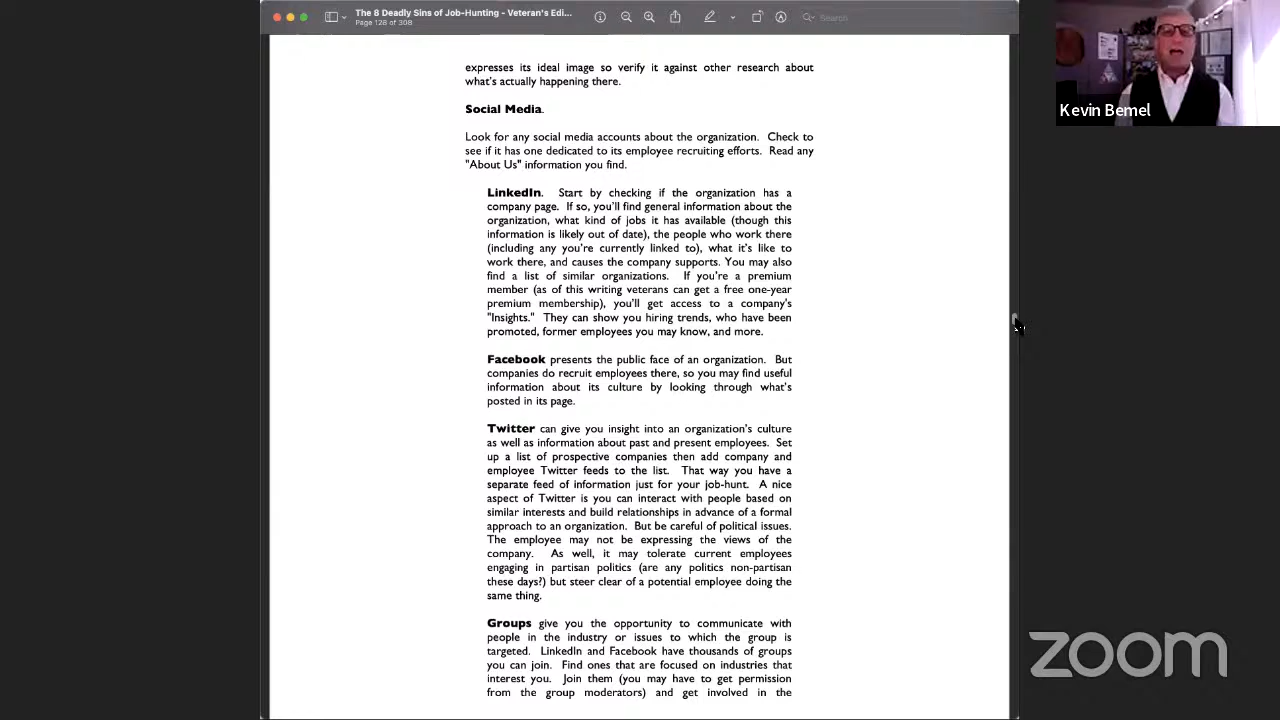 The 8 Deadly Sins of Job-Hunting - Veteran's Edi...
Page 128 of 308
Search
expresses its ideal image so verify it against other research about
what's actually happening there.
Social Media.
Look for any social media accounts about the organization. Check to
see if it has one dedicated to its employee recruiting efforts. Read any
"About Us" information you find.
LinkedIn. Start by checking if the organization has a
company page. If so, you'll find general information about the
organization, what kind of jobs it has available (though this
information is likely out of date), the people who work there
(including any you're currently linked to), what it's like to
work there, and causes the company supports. You may also
find a list of similar organizations. If you're a premium
member (as of this writing veterans can get a free one-year
premium membership), you'll get access to a company's
"Insights." They can show you hiring trends, who have been
promoted, former employees you may know, and more.
Facebook presents the public face of an organization. But
companies do recruit employees there, so you may find useful
information about its culture by looking through what's
posted in its page.
Twitter can give you insight into an organization's culture
as well as information about past and present employees. Set
up a list of prospective companies then add company and
employee Twitter feeds to the list. That way you have a
separate feed of information just for your job-hunt. A nice
aspect of Twitter is you can interact with people based on
similar interests and build relationships in advance of a formal
approach to an organization. But be careful of political issues.
The employee may not be expressing the views of the
company. As well, it may tolerate current employees
engaging in partisan politics (are any politics non-partisan
these days?) but steer clear of a potential employee doing the
same thing.
Groups give you the opportunity to communicate with
people in the industry or issues to which the group is
targeted. LinkedIn and Facebook have thousands of groups
you can join. Find ones that are focused on industries that
interest you. Join them (you may have to get permission
from the group moderators) and get involved in the
Kevin Bemel
zoom